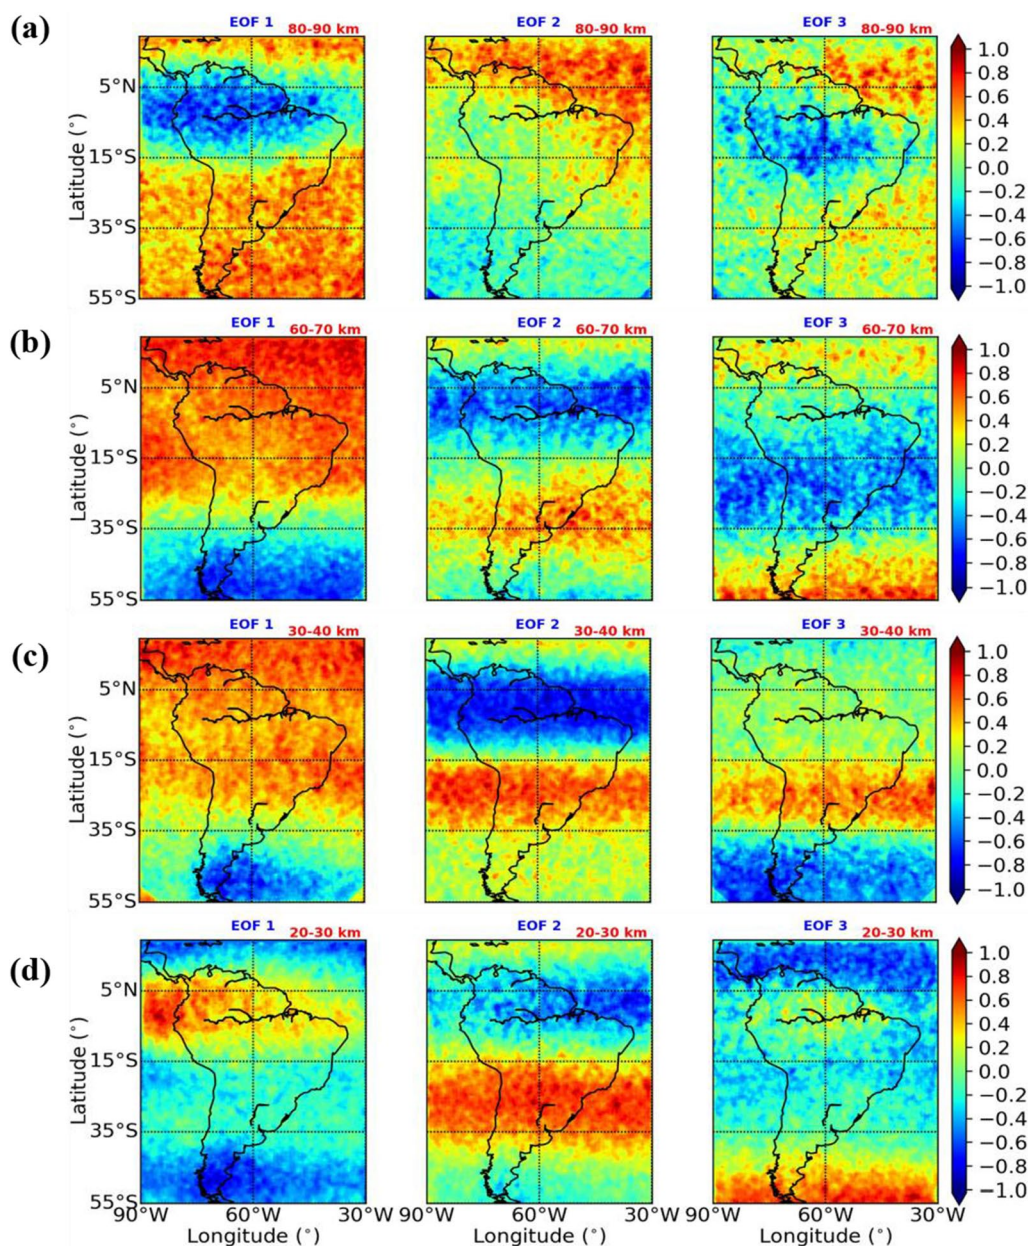 (a)
EOF 1 80-90 km EOF 2 80-90 km EOF 3 80-90 km
5°N
15°S
35°S
55°S
Latitude (°)
1.0
0.8
0.6
0.4
0.2
0.0
−0.2
−0.4
−0.6
−0.8
−1.0
(b)
EOF 1 60-70 km EOF 2 60-70 km EOF 3 60-70 km
5°N
15°S
35°S
55°S
Latitude (°)
1.0
0.8
0.6
0.4
0.2
0.0
−0.2
−0.4
−0.6
−0.8
−1.0
(c)
EOF 1 30-40 km EOF 2 30-40 km EOF 3 30-40 km
5°N
15°S
35°S
55°S
Latitude (°)
1.0
0.8
0.6
0.4
0.2
0.0
−0.2
−0.4
−0.6
−0.8
−1.0
(d)
EOF 1 20-30 km EOF 2 20-30 km EOF 3 20-30 km
5°N
15°S
35°S
55°S
Latitude (°)
1.0
0.8
0.6
0.4
0.2
0.0
−0.2
−0.4
−0.6
−0.8
−1.0
90°W 60°W 30°W 90°W 60°W 30°W 90°W 60°W 30°W
Longitude (°) Longitude (°) Longitude (°)